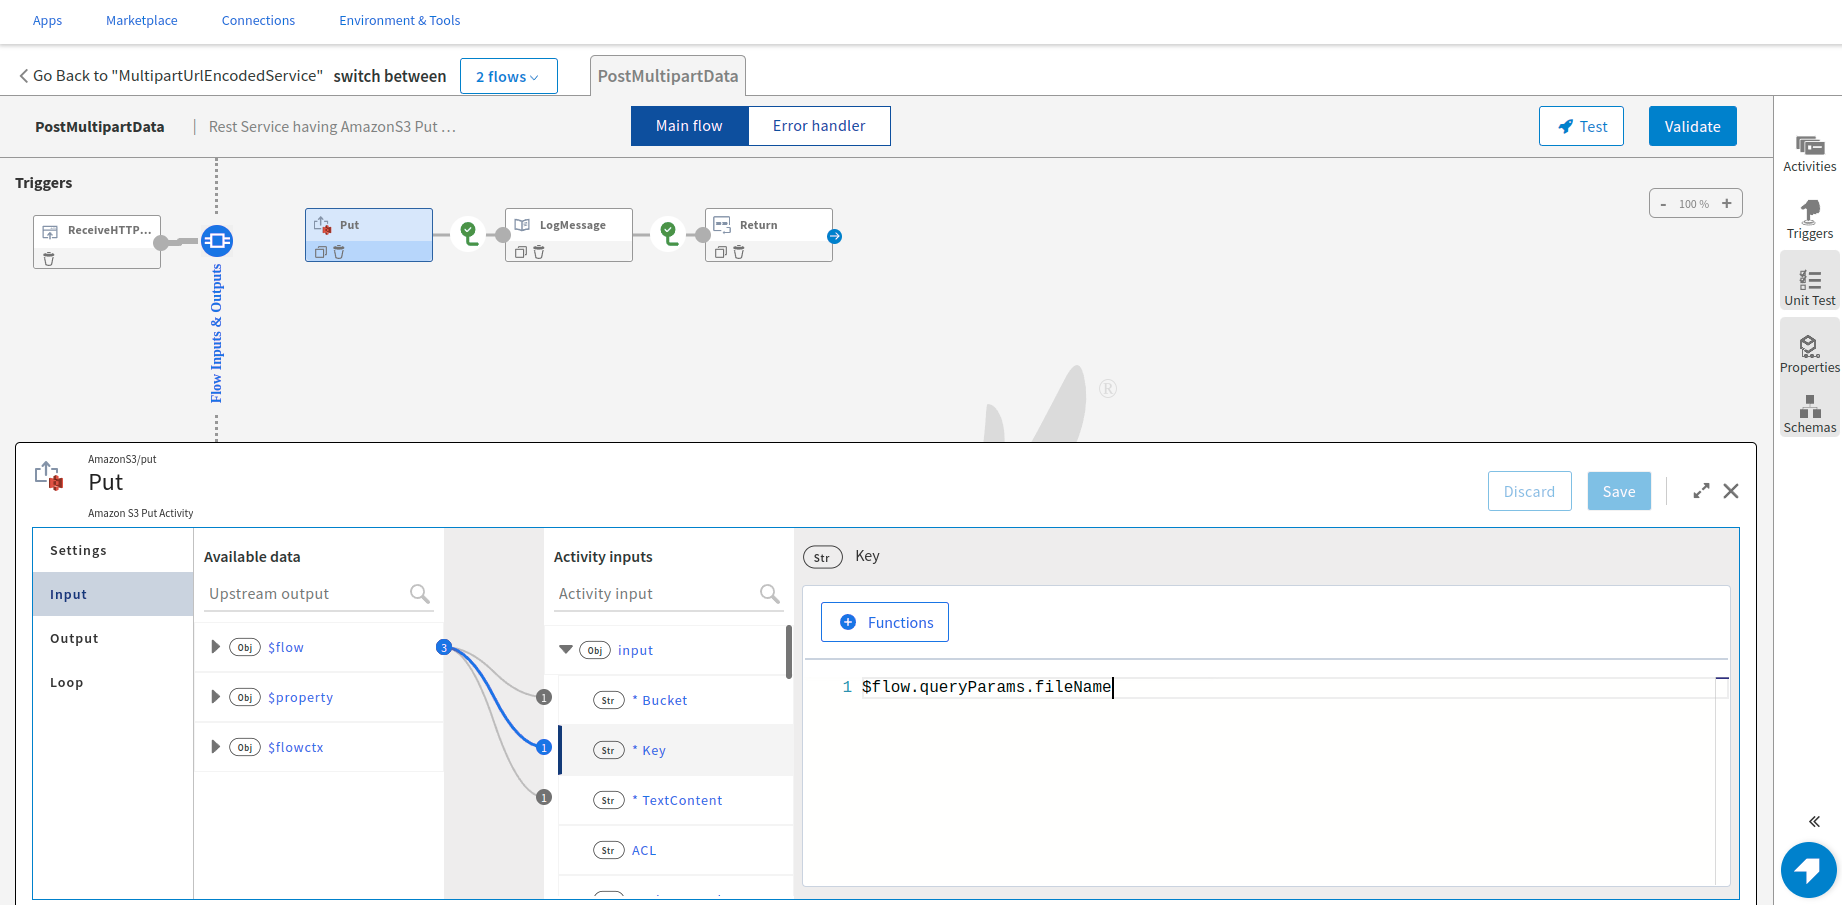 Apps Marketplace Connections Environment & Tools
Go Back to "MultipartUrlEncodedService" switch between 2 flows PostMultipartData
PostMultipartData | Rest Service having AmazonS3 Put ... Main flow Error handler Test Validate
Activities
Triggers
Unit Test
Properties
Schemas
Triggers
- 100 % +
ReceiveHTTP...
Put
LogMessage
Return
Flow Inputs & Outputs
®
AmazonS3/put
Put
Amazon S3 Put Activity
Discard Save
Settings
Input
Output
Loop
Available data
Upstream output
Obj $flow 3
Obj $property
Obj $flowctx
Activity inputs
Activity input
Obj input
1 Str * Bucket
1 Str * Key
1 Str * TextContent
Str ACL
Str Key
Functions
1 $flow.queryParams.fileName